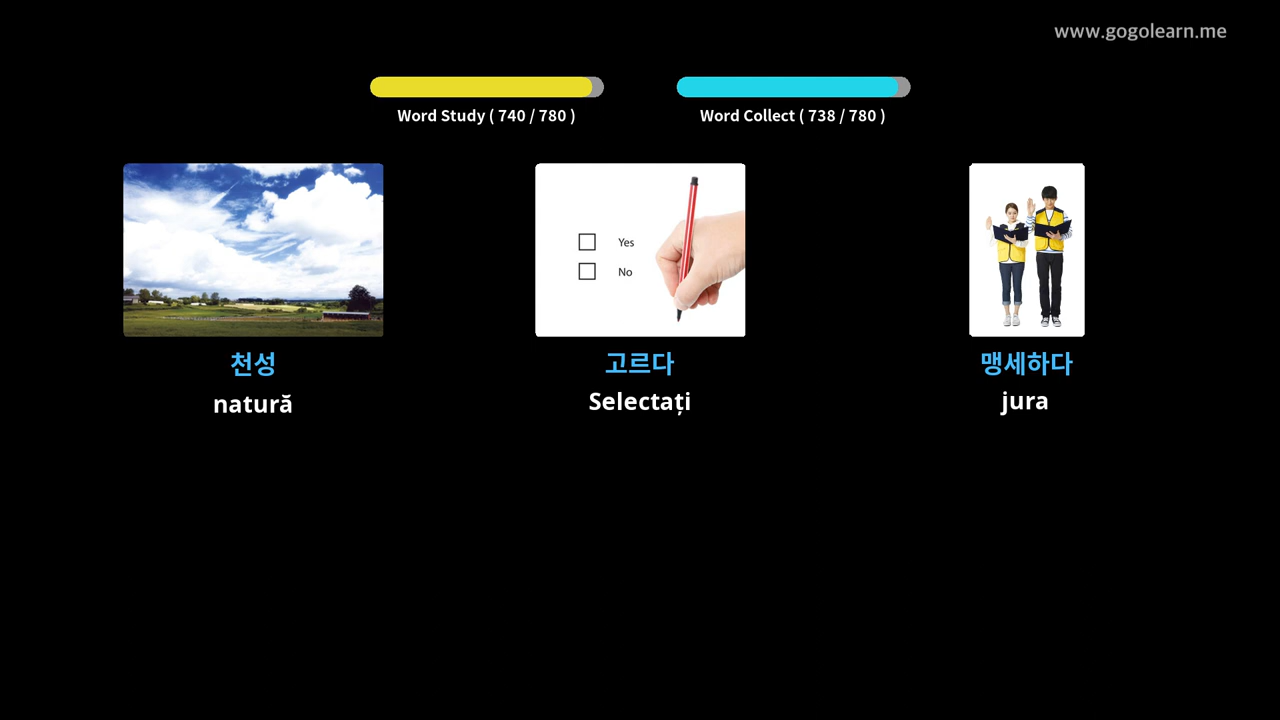 www.gogolearn.me
Word Study ( 740 / 780 )
Word Collect ( 738 / 780 )
Yes
No
천성
고르다
맹세하다
natură
Selectați
jura